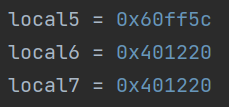 local5 = 0x60ff5c
local6 = 0x401220
local7 = 0x401220